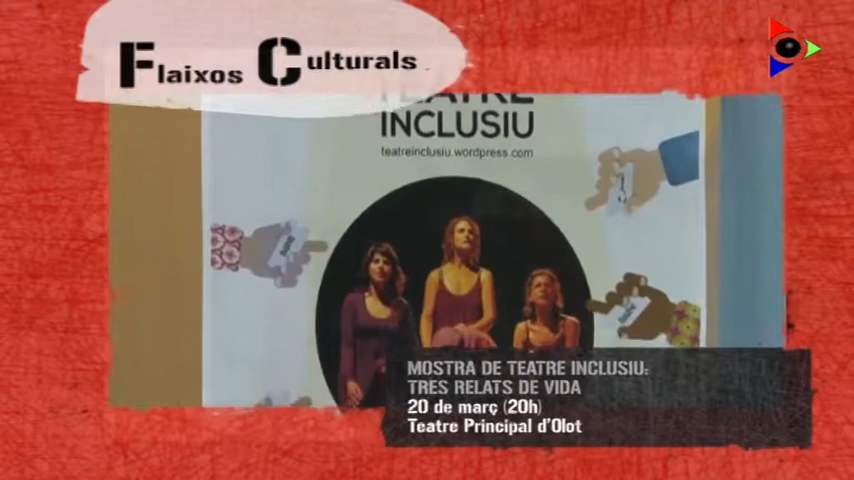 Flaixos Culturals
TEATRE
INCLUSIU
teatreinclusiu.wordpress.com
MOSTRA DE TEATRE INCLUSIU:
TRES RELATS DE VIDA
20 de març (20h)
Teatre Principal d'Olot